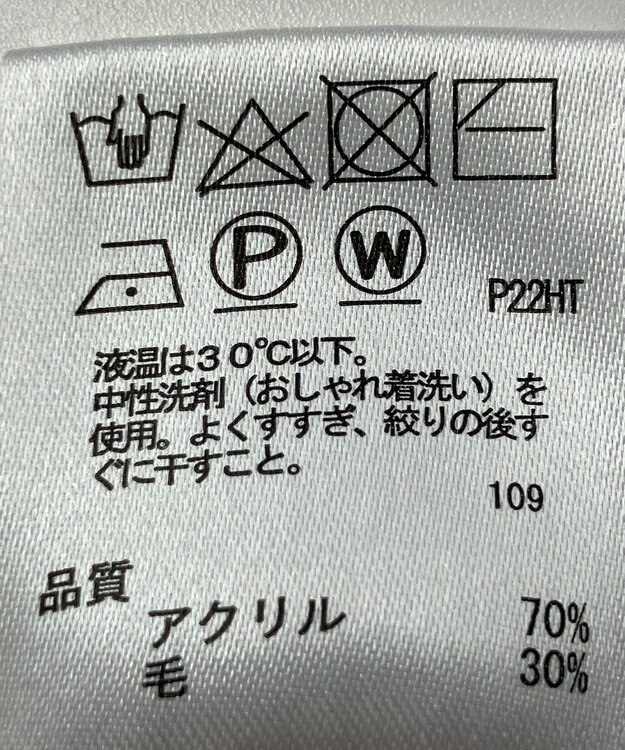 P
W
P22HT
液温は30℃以下。
中性洗剤（おしゃれ着洗い）を
使用。よくすすぎ、絞りの後す
ぐに干すこと。
109
品質
アクリル 70%
毛 30%